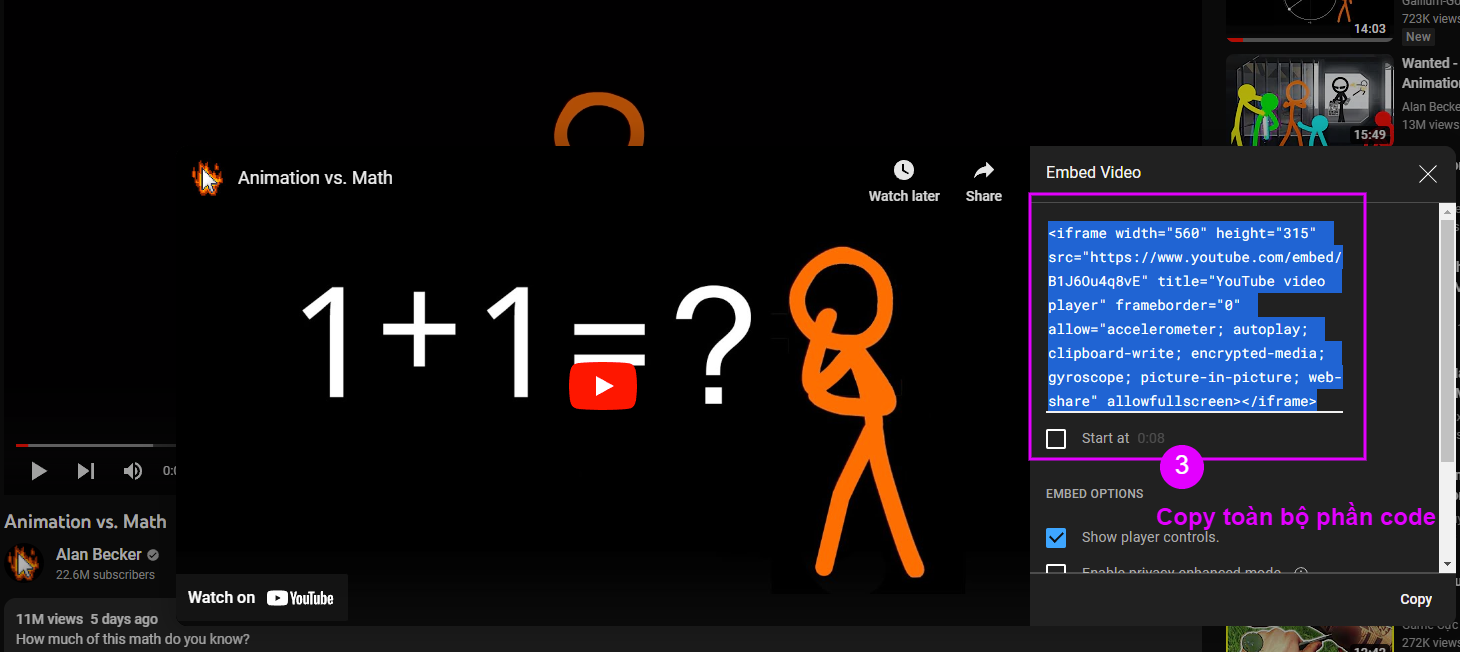 14:03
723K views
New
Wanted -
Alan Becke
13M views
15:49
Animation vs. Math
Watch later
Share
Embed Video
<iframe width="560" height="315"
src="https://www.youtube.com/embed/
B1J6Ou4q8vE" title="YouTube video
player" frameborder="0"
allow="accelerometer; autoplay;
clipboard-write; encrypted-media;
gyroscope; picture-in-picture; web-
share" allowfullscreen></iframe>
Start at 0:08
3
EMBED OPTIONS
Copy toàn bộ phần code
Show player controls.
Enable privacy-enhanced mode.
Copy
1+1=?
Animation vs. Math
Alan Becker
22.6M subscribers
Watch on YouTube
11M views 5 days ago
How much of this math do you know?
272K views